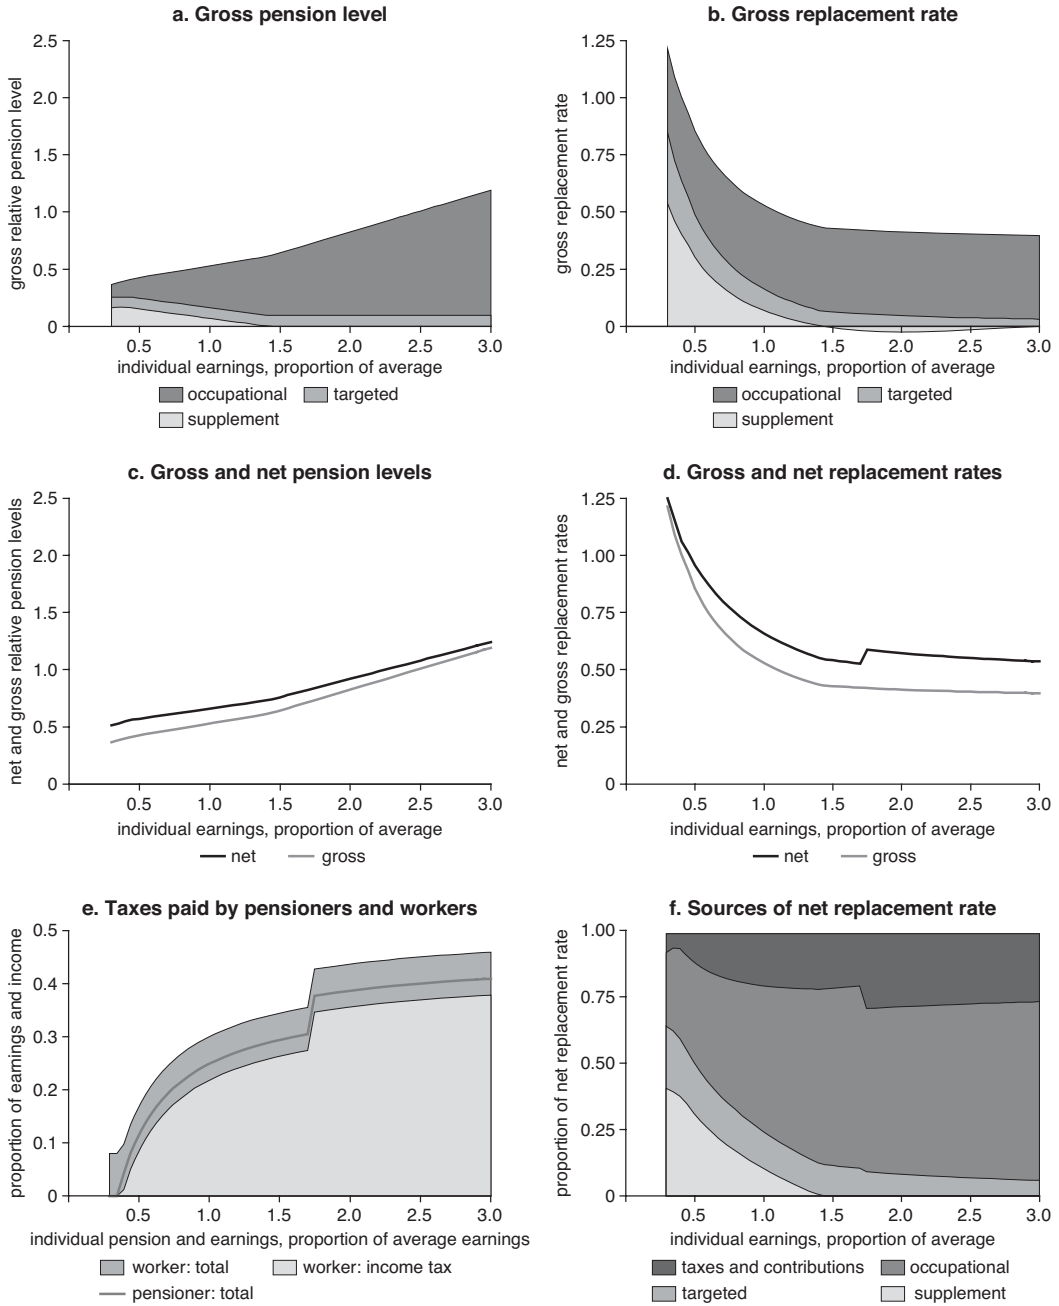 a. Gross pension level
gross relative pension level
2.5
2.0
1.5
1.0
0.5
0
0.5 1.0 1.5 2.0 2.5 3.0
individual earnings, proportion of average
occupational targeted
supplement
b. Gross replacement rate
gross replacement rate
1.25
1.00
0.75
0.50
0.25
0
0.5 1.0 1.5 2.0 2.5 3.0
individual earnings, proportion of average
occupational targeted
supplement
c. Gross and net pension levels
net and gross relative pension levels
2.5
2.0
1.5
1.0
0.5
0
0.5 1.0 1.5 2.0 2.5 3.0
individual earnings, proportion of average
net gross
d. Gross and net replacement rates
net and gross replacement rates
1.25
1.00
0.75
0.50
0.25
0
0.5 1.0 1.5 2.0 2.5 3.0
individual earnings, proportion of average
net gross
e. Taxes paid by pensioners and workers
proportion of earnings and income
0.5
0.4
0.3
0.2
0.1
0
0.5 1.0 1.5 2.0 2.5 3.0
individual pension and earnings, proportion of average earnings
worker: total worker: income tax
pensioner: total
f. Sources of net replacement rate
proportion of net replacement rate
1.00
0.75
0.50
0.25
0
0.5 1.0 1.5 2.0 2.5 3.0
individual earnings, proportion of average
taxes and contributions occupational
targeted supplement